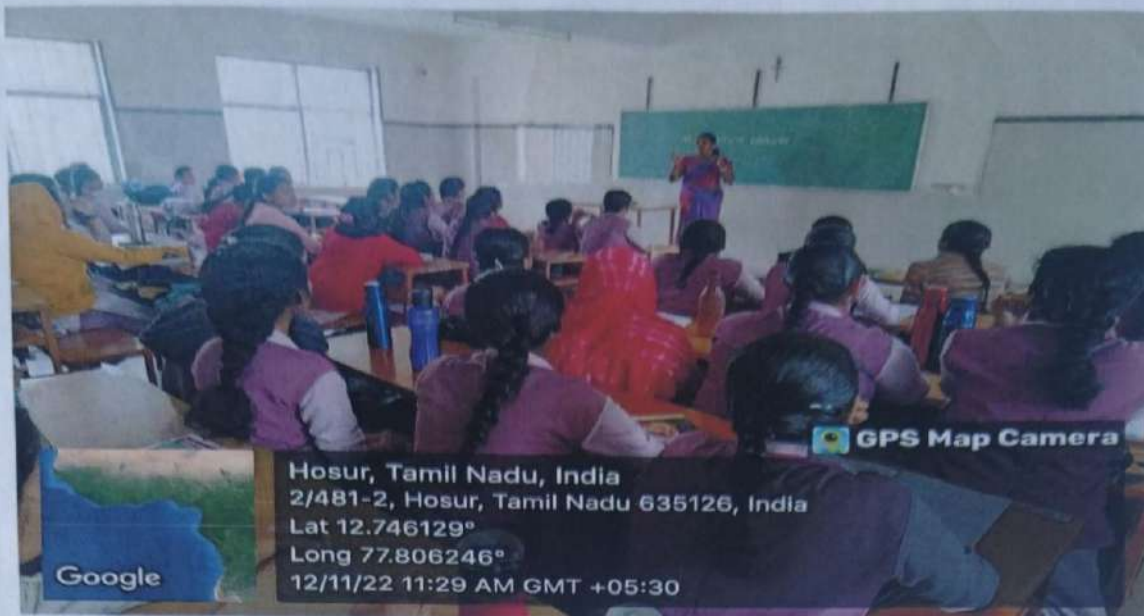 GPS Map Camera
Hosur, Tamil Nadu, India
2/481-2, Hosur, Tamil Nadu 635126, India
Lat 12.746129°
Long 77.806246°
12/11/22 11:29 AM GMT +05:30
Google